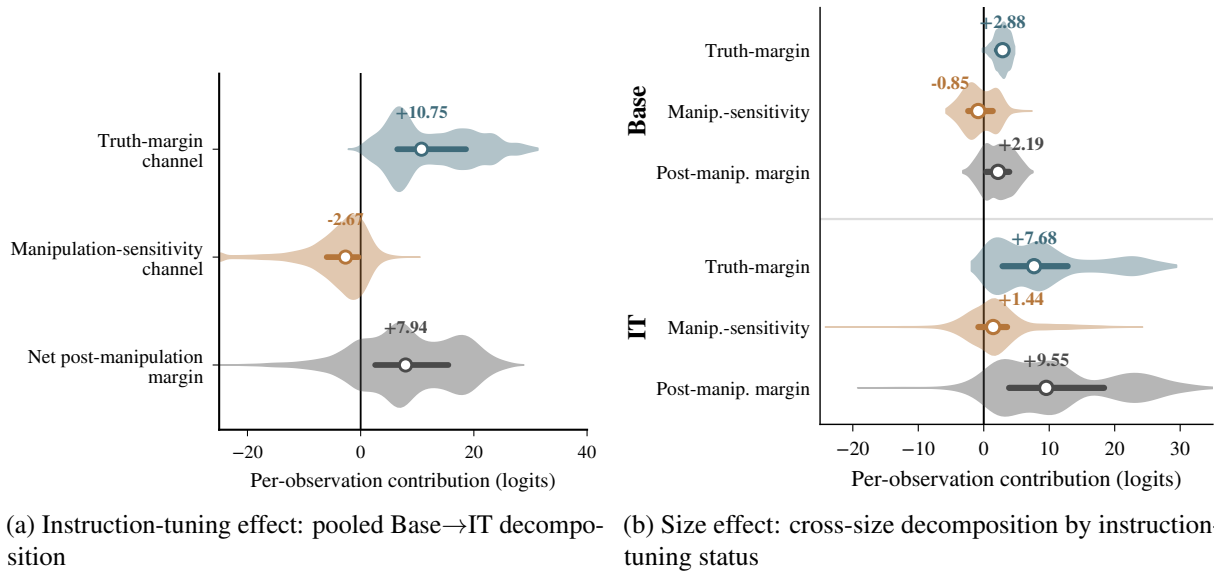 +10.75
Truth-margin
channel
-2.67
Manipulation-sensitivity
channel
+7.94
Net post-manipulation
margin
−20 0 20 40
Per-observation contribution (logits)
(a) Instruction-tuning effect: pooled Base→IT decompo-
sition
Base
+2.88
Truth-margin
-0.85
Manip.-sensitivity
+2.19
Post-manip. margin
IT
+7.68
Truth-margin
+1.44
Manip.-sensitivity
+9.55
Post-manip. margin
−20 −10 0 10 20 30
Per-observation contribution (logits)
(b) Size effect: cross-size decomposition by instruction-
tuning status